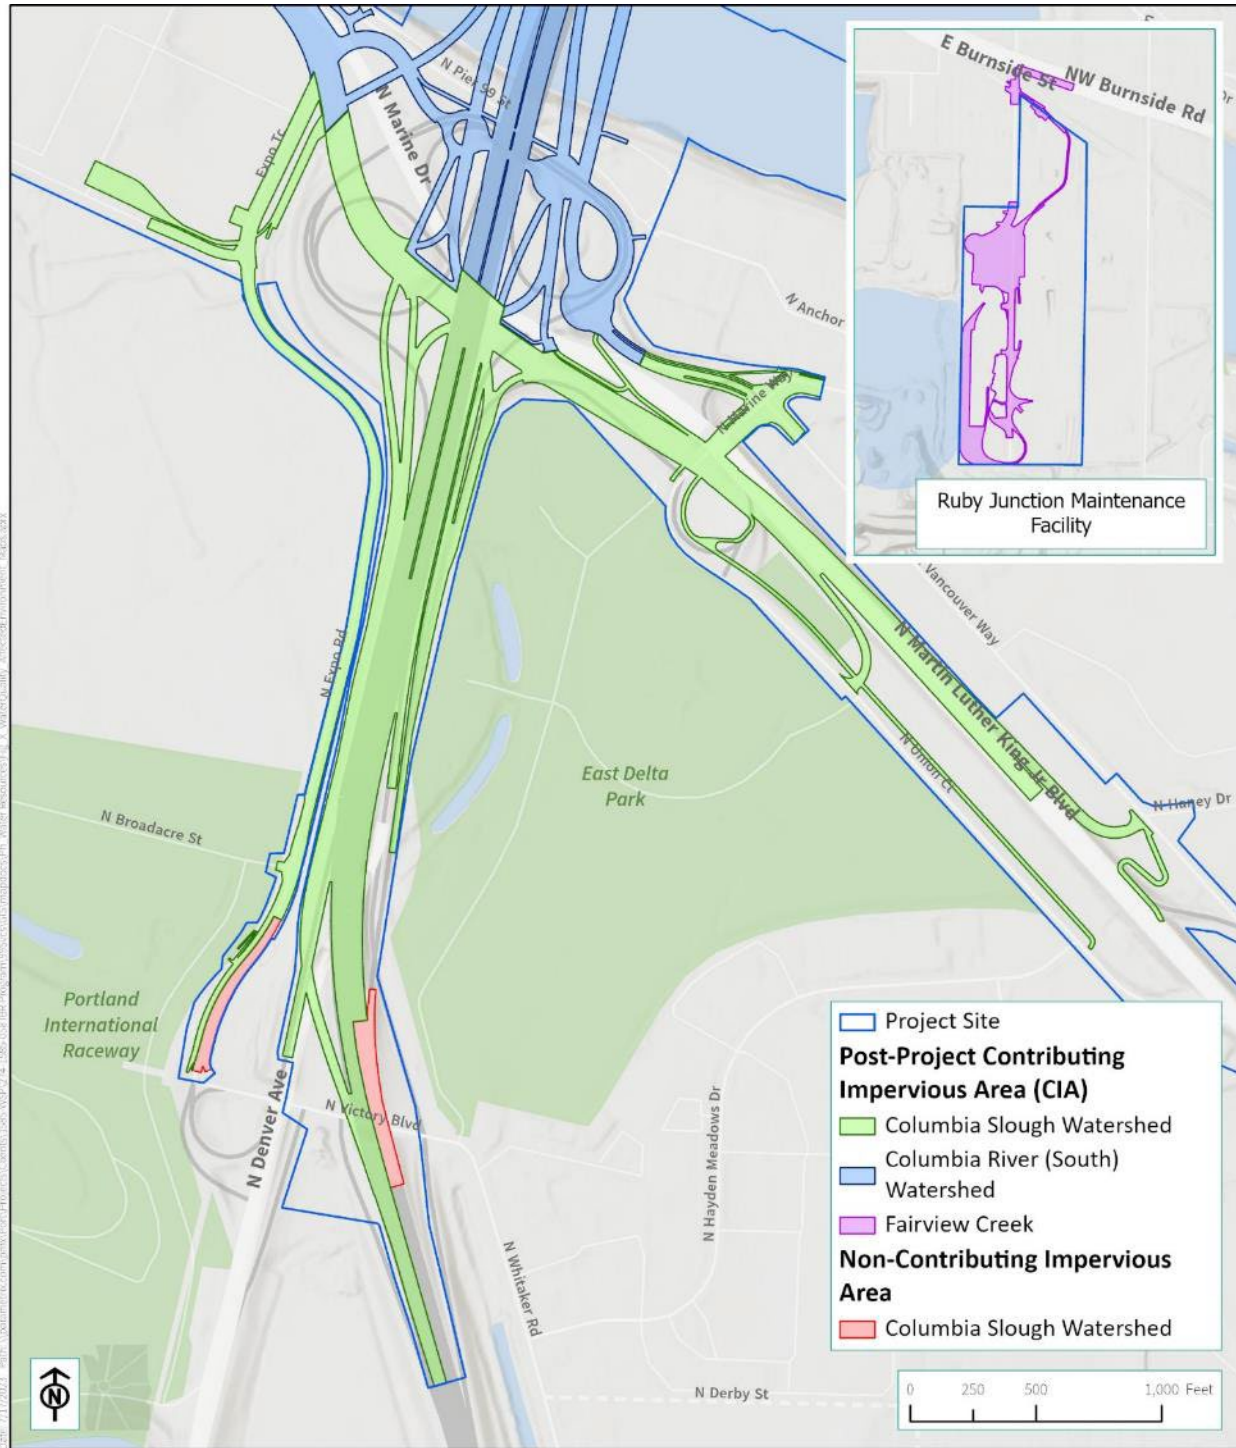 E Burnside St
NW Burnside Rd
N Pier 99 St
N Marine Dr
Expo Tc
N Anchor
N Marine Way
Ruby Junction Maintenance
Facility
Vancouver Way
N Martin Luther King Jr Blvd
N Expo Rd
N Union Ct
East Delta
Park
N Broadacre St
N Haney Dr
Portland
International
Raceway
N Denver Ave
N Victory Blvd
N Hayden Meadows Dr
N Whitaker Rd
N Derby St
Project Site
Post-Project Contributing
Impervious Area (CIA)
Columbia Slough Watershed
Columbia River (South)
Watershed
Fairview Creek
Non-Contributing Impervious
Area
Columbia Slough Watershed
N
0 250 500 1,000 Feet